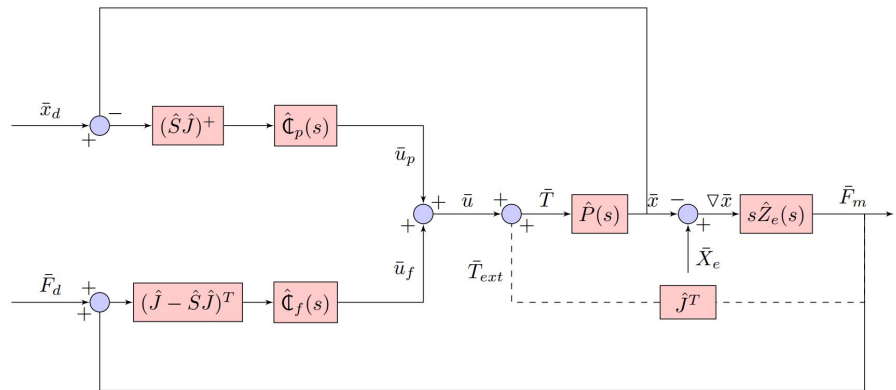 x̄_d
+
−
(ŜĴ)^+
ℂ̂_p(s)
ū_p
+
+
ū
+
+
T̄
P̂(s)
x̄
−
+
▽x̄
sẐ_e(s)
F̄_m
X̄_e
F̄_d
+
+
(Ĵ − ŜĴ)^T
ℂ̂_f(s)
ū_f
T̄_ext
Ĵ^T